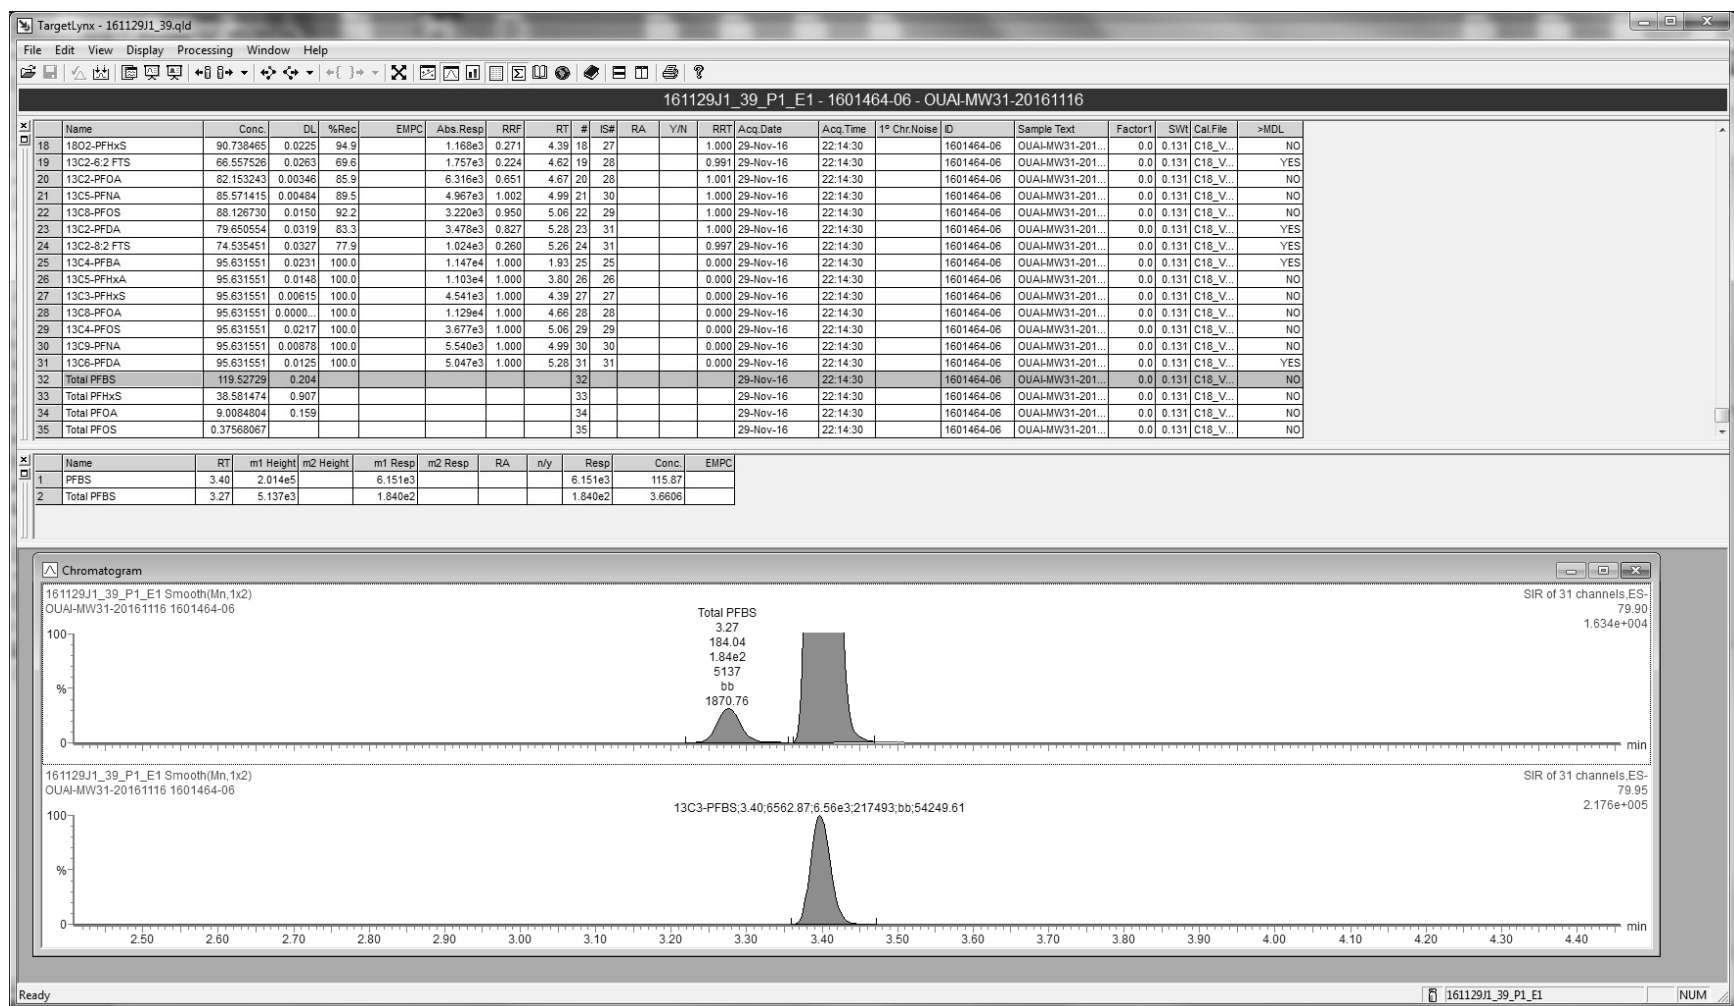 TargetLynx - 161129J1_39.qld
File Edit View Display Processing Window Help
161129J1_39_P1_E1 - 1601464-06 - OUAI-MW31-20161116
Name Conc. DL %Rec EMPC Abs.Resp RRF RT # IS# RA Y/N RRT Acq.Date Acq.Time 1° Chr.Noise ID Sample Text Factor1 SWt Cal.File >MDL
18 18O2-PFHxS 90.738465 0.0225 94.9 1.168e3 0.271 4.39 18 27 1.000 29-Nov-16 22:14:30 1601464-06 OUAI-MW31-201... 0.0 0.131 C18_V... NO
19 13C2-6:2 FTS 66.557526 0.0263 69.6 1.757e3 0.224 4.62 19 28 0.991 29-Nov-16 22:14:30 1601464-06 OUAI-MW31-201... 0.0 0.131 C18_V... YES
20 13C2-PFOA 82.153243 0.00346 85.9 6.316e3 0.651 4.67 20 28 1.001 29-Nov-16 22:14:30 1601464-06 OUAI-MW31-201... 0.0 0.131 C18_V... NO
21 13C5-PFNA 85.571415 0.00484 89.5 4.967e3 1.002 4.99 21 30 1.000 29-Nov-16 22:14:30 1601464-06 OUAI-MW31-201... 0.0 0.131 C18_V... NO
22 13C8-PFOS 88.126730 0.0150 92.2 3.220e3 0.950 5.06 22 29 1.000 29-Nov-16 22:14:30 1601464-06 OUAI-MW31-201... 0.0 0.131 C18_V... NO
23 13C2-PFDA 79.650554 0.0319 83.3 3.478e3 0.827 5.28 23 31 1.000 29-Nov-16 22:14:30 1601464-06 OUAI-MW31-201... 0.0 0.131 C18_V... YES
24 13C2-8:2 FTS 74.535451 0.0327 77.9 1.024e3 0.260 5.26 24 31 0.997 29-Nov-16 22:14:30 1601464-06 OUAI-MW31-201... 0.0 0.131 C18_V... YES
25 13C4-PFBA 95.631551 0.0231 100.0 1.147e4 1.000 1.93 25 25 0.000 29-Nov-16 22:14:30 1601464-06 OUAI-MW31-201... 0.0 0.131 C18_V... YES
26 13C5-PFHxA 95.631551 0.0148 100.0 1.103e4 1.000 3.80 26 26 0.000 29-Nov-16 22:14:30 1601464-06 OUAI-MW31-201... 0.0 0.131 C18_V... NO
27 13C3-PFHxS 95.631551 0.00615 100.0 4.541e3 1.000 4.39 27 27 0.000 29-Nov-16 22:14:30 1601464-06 OUAI-MW31-201... 0.0 0.131 C18_V... NO
28 13C8-PFOA 95.631551 0.0000... 100.0 1.129e4 1.000 4.66 28 28 0.000 29-Nov-16 22:14:30 1601464-06 OUAI-MW31-201... 0.0 0.131 C18_V... NO
29 13C4-PFOS 95.631551 0.0217 100.0 3.677e3 1.000 5.06 29 29 0.000 29-Nov-16 22:14:30 1601464-06 OUAI-MW31-201... 0.0 0.131 C18_V... NO
30 13C9-PFNA 95.631551 0.00878 100.0 5.540e3 1.000 4.99 30 30 0.000 29-Nov-16 22:14:30 1601464-06 OUAI-MW31-201... 0.0 0.131 C18_V... NO
31 13C6-PFDA 95.631551 0.0125 100.0 5.047e3 1.000 5.28 31 31 0.000 29-Nov-16 22:14:30 1601464-06 OUAI-MW31-201... 0.0 0.131 C18_V... YES
32 Total PFBS 119.52729 0.204 32 29-Nov-16 22:14:30 1601464-06 OUAI-MW31-201... 0.0 0.131 C18_V... NO
33 Total PFHxS 38.581474 0.907 33 29-Nov-16 22:14:30 1601464-06 OUAI-MW31-201... 0.0 0.131 C18_V... NO
34 Total PFOA 9.0084804 0.159 34 29-Nov-16 22:14:30 1601464-06 OUAI-MW31-201... 0.0 0.131 C18_V... NO
35 Total PFOS 0.37568067 35 29-Nov-16 22:14:30 1601464-06 OUAI-MW31-201... 0.0 0.131 C18_V... NO
Name RT m1 Height m2 Height m1 Resp m2 Resp RA n/y Resp Conc. EMPC
1 PFBS 3.40 2.014e5 6.151e3 6.151e3 115.87
2 Total PFBS 3.27 5.137e3 1.840e2 1.840e2 3.6606
Chromatogram
161129J1_39_P1_E1 Smooth(Mn,1x2) SIR of 31 channels,ES-
OUAI-MW31-20161116 1601464-06 79.90
1.634e+004
Total PFBS
3.27
184.04
1.84e2
5137
bb
1870.76
100
%
0
min
161129J1_39_P1_E1 Smooth(Mn,1x2) SIR of 31 channels,ES-
OUAI-MW31-20161116 1601464-06 79.95
2.176e+005
13C3-PFBS;3.40;6562.87;6.56e3;217493;bb;54249.61
100
%
0
min
2.50 2.60 2.70 2.80 2.90 3.00 3.10 3.20 3.30 3.40 3.50 3.60 3.70 3.80 3.90 4.00 4.10 4.20 4.30 4.40
Ready 161129J1_39_P1_E1 NUM